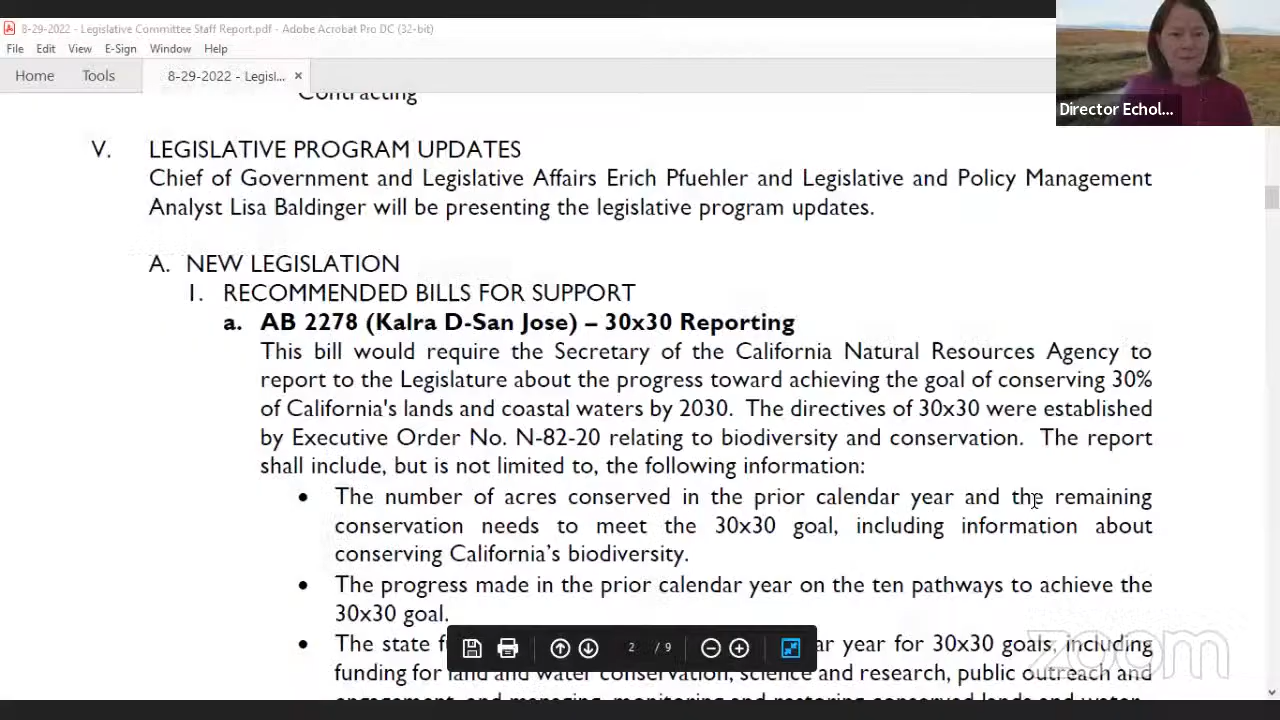 8-29-2022 - Legislative Committee Staff Report.pdf - Adobe Acrobat Pro DC (32-bit)
File Edit View E-Sign Window Help
Home Tools 8-29-2022 - Legisl... ×
Director Echol...
Contracting
V. LEGISLATIVE PROGRAM UPDATES
Chief of Government and Legislative Affairs Erich Pfuehler and Legislative and Policy Management
Analyst Lisa Baldinger will be presenting the legislative program updates.
A. NEW LEGISLATION
1. RECOMMENDED BILLS FOR SUPPORT
a. AB 2278 (Kalra D-San Jose) – 30x30 Reporting
This bill would require the Secretary of the California Natural Resources Agency to
report to the Legislature about the progress toward achieving the goal of conserving 30%
of California's lands and coastal waters by 2030. The directives of 30x30 were established
by Executive Order No. N-82-20 relating to biodiversity and conservation. The report
shall include, but is not limited to, the following information:
• The number of acres conserved in the prior calendar year and the remaining
conservation needs to meet the 30x30 goal, including information about
conserving California’s biodiversity.
• The progress made in the prior calendar year on the ten pathways to achieve the
30x30 goal.
• The state year for 30x30 goals, including
funding for land and water conservation, science and research, public outreach and
engagement, and managing, monitoring and restoring conserved lands and water
2 / 9
zoom